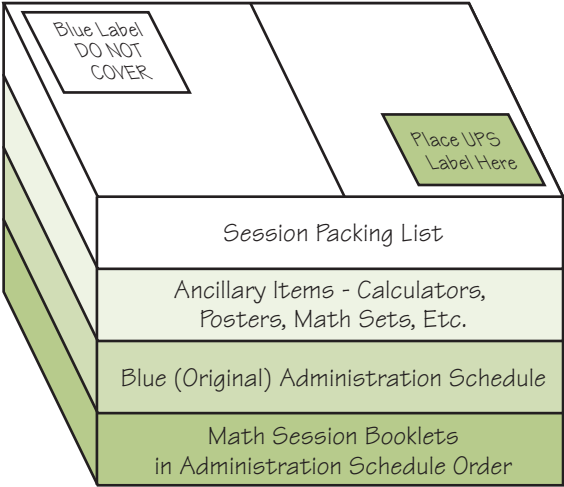 Blue Label
DO NOT
COVER
Place UPS
Label Here
Session Packing List
Ancillary Items - Calculators,
Posters, Math Sets, Etc.
Blue (Original) Administration Schedule
Math Session Booklets
in Administration Schedule Order